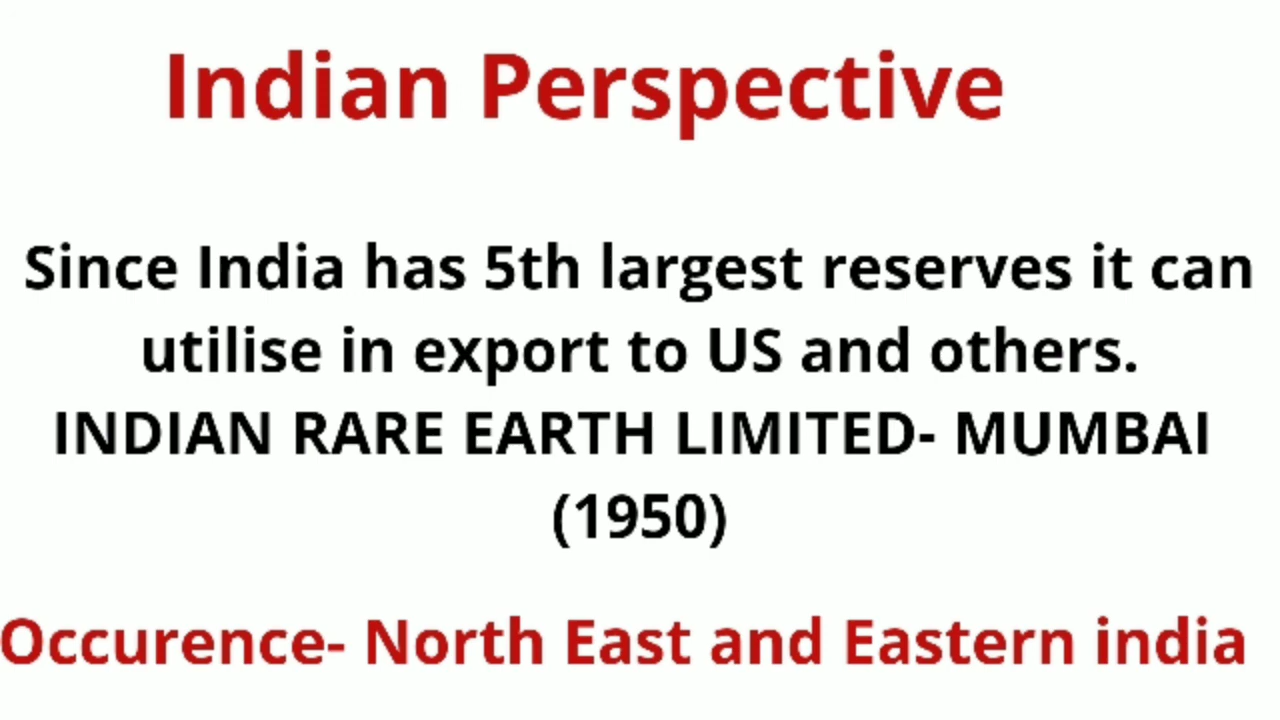 Indian Perspective
Since India has 5th largest reserves it can
utilise in export to US and others.
INDIAN RARE EARTH LIMITED- MUMBAI
(1950)
Occurence- North East and Eastern india